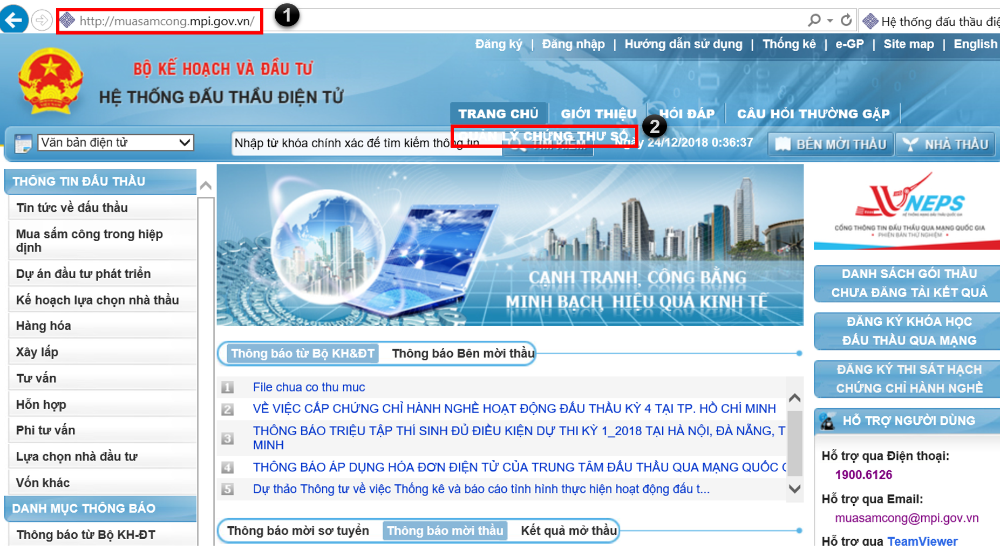 http://muasamcong.mpi.gov.vn/
1
Hệ thống đấu thầu điệ
Đăng ký | Đăng nhập | Hướng dẫn sử dụng | Thống kê | e-GP | Site map | English
BỘ KẾ HOẠCH VÀ ĐẦU TƯ
HỆ THỐNG ĐẤU THẦU ĐIỆN TỬ
TRANG CHỦ
GIỚI THIỆU
HỎI ĐÁP
CÂU HỎI THƯỜNG GẶP
QUẢN LÝ CHỨNG THƯ SỐ
2
Văn bản điện tử
Nhập từ khóa chính xác để tìm kiếm thông tin
TÌM KIẾM
Ngày 24/12/2018 0:36:37
BÊN MỜI THẦU
NHÀ THẦU
THÔNG TIN ĐẤU THẦU
Tin tức về đấu thầu
Mua sắm công trong hiệp
định
Dự án đầu tư phát triển
Kế hoạch lựa chọn nhà thầu
Hàng hóa
Xây lắp
Tư vấn
Hỗn hợp
Phi tư vấn
Lựa chọn nhà đầu tư
Vốn khác
DANH MỤC THÔNG BÁO
Thông báo từ Bộ KH-ĐT
CẠNH TRANH, CÔNG BẰNG
MINH BẠCH, HIỆU QUẢ KINH TẾ
Thông báo từ Bộ KH&ĐT
Thông báo Bên mời thầu
1 File chua co thu muc
2 VỀ VIỆC CẤP CHỨNG CHỈ HÀNH NGHỀ HOẠT ĐỘNG ĐẤU THẦU KỲ 4 TẠI TP. HỒ CHÍ MINH
3 THÔNG BÁO TRIỆU TẬP THÍ SINH ĐỦ ĐIỀU KIỆN DỰ THI KỲ 1_2018 TẠI HÀ NỘI, ĐÀ NẴNG, T
MINH
4 THÔNG BÁO ÁP DỤNG HÓA ĐƠN ĐIỆN TỬ CỦA TRUNG TÂM ĐẤU THẦU QUA MẠNG QUỐC G
5 Dự thảo Thông tư về việc Thống kê và báo cáo tình hình thực hiện hoạt động đấu t...
Thông báo mời sơ tuyển
Thông báo mời thầu
Kết quả mở thầu
VNEPS
HỆ THỐNG MẠNG ĐẤU THẦU QUỐC GIA
CỔNG THÔNG TIN ĐẤU THẦU QUA MẠNG QUỐC GIA
• PHIÊN BẢN THỬ NGHIỆM •
DANH SÁCH GÓI THẦU
CHƯA ĐĂNG TẢI KẾT QUẢ
ĐĂNG KÝ KHÓA HỌC
ĐẤU THẦU QUA MẠNG
ĐĂNG KÝ THI SÁT HẠCH
CHỨNG CHỈ HÀNH NGHỀ
HỖ TRỢ NGƯỜI DÙNG
Hỗ trợ qua Điện thoại:
1900.6126
Hỗ trợ qua Email:
muasamcong@mpi.gov.vn
Hỗ trợ qua TeamViewer